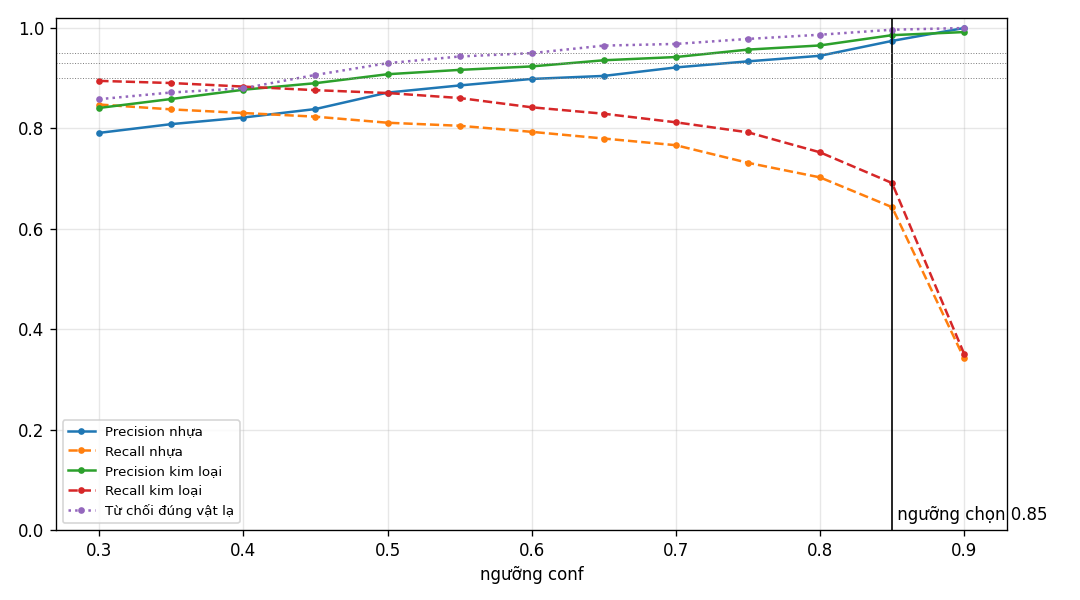 1.0
0.8
0.6
0.4
0.2
0.0
Precision nhựa
Recall nhựa
Precision kim loại
Recall kim loại
Từ chối đúng vật lạ
ngưỡng chọn 0.85
0.3 0.4 0.5 0.6 0.7 0.8 0.9
ngưỡng conf